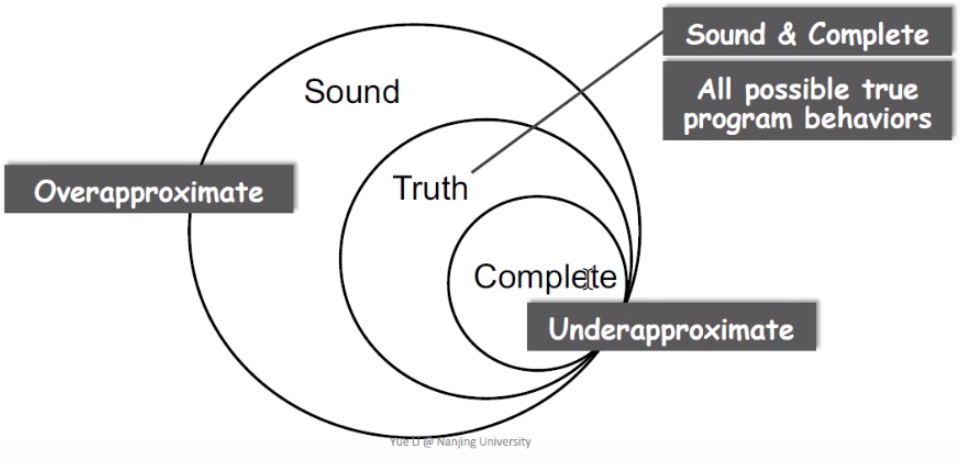 Sound & Complete
All possible true
program behaviors
Sound
Truth
Overapproximate
Complete
Underapproximate
Yue Li @ Nanjing University